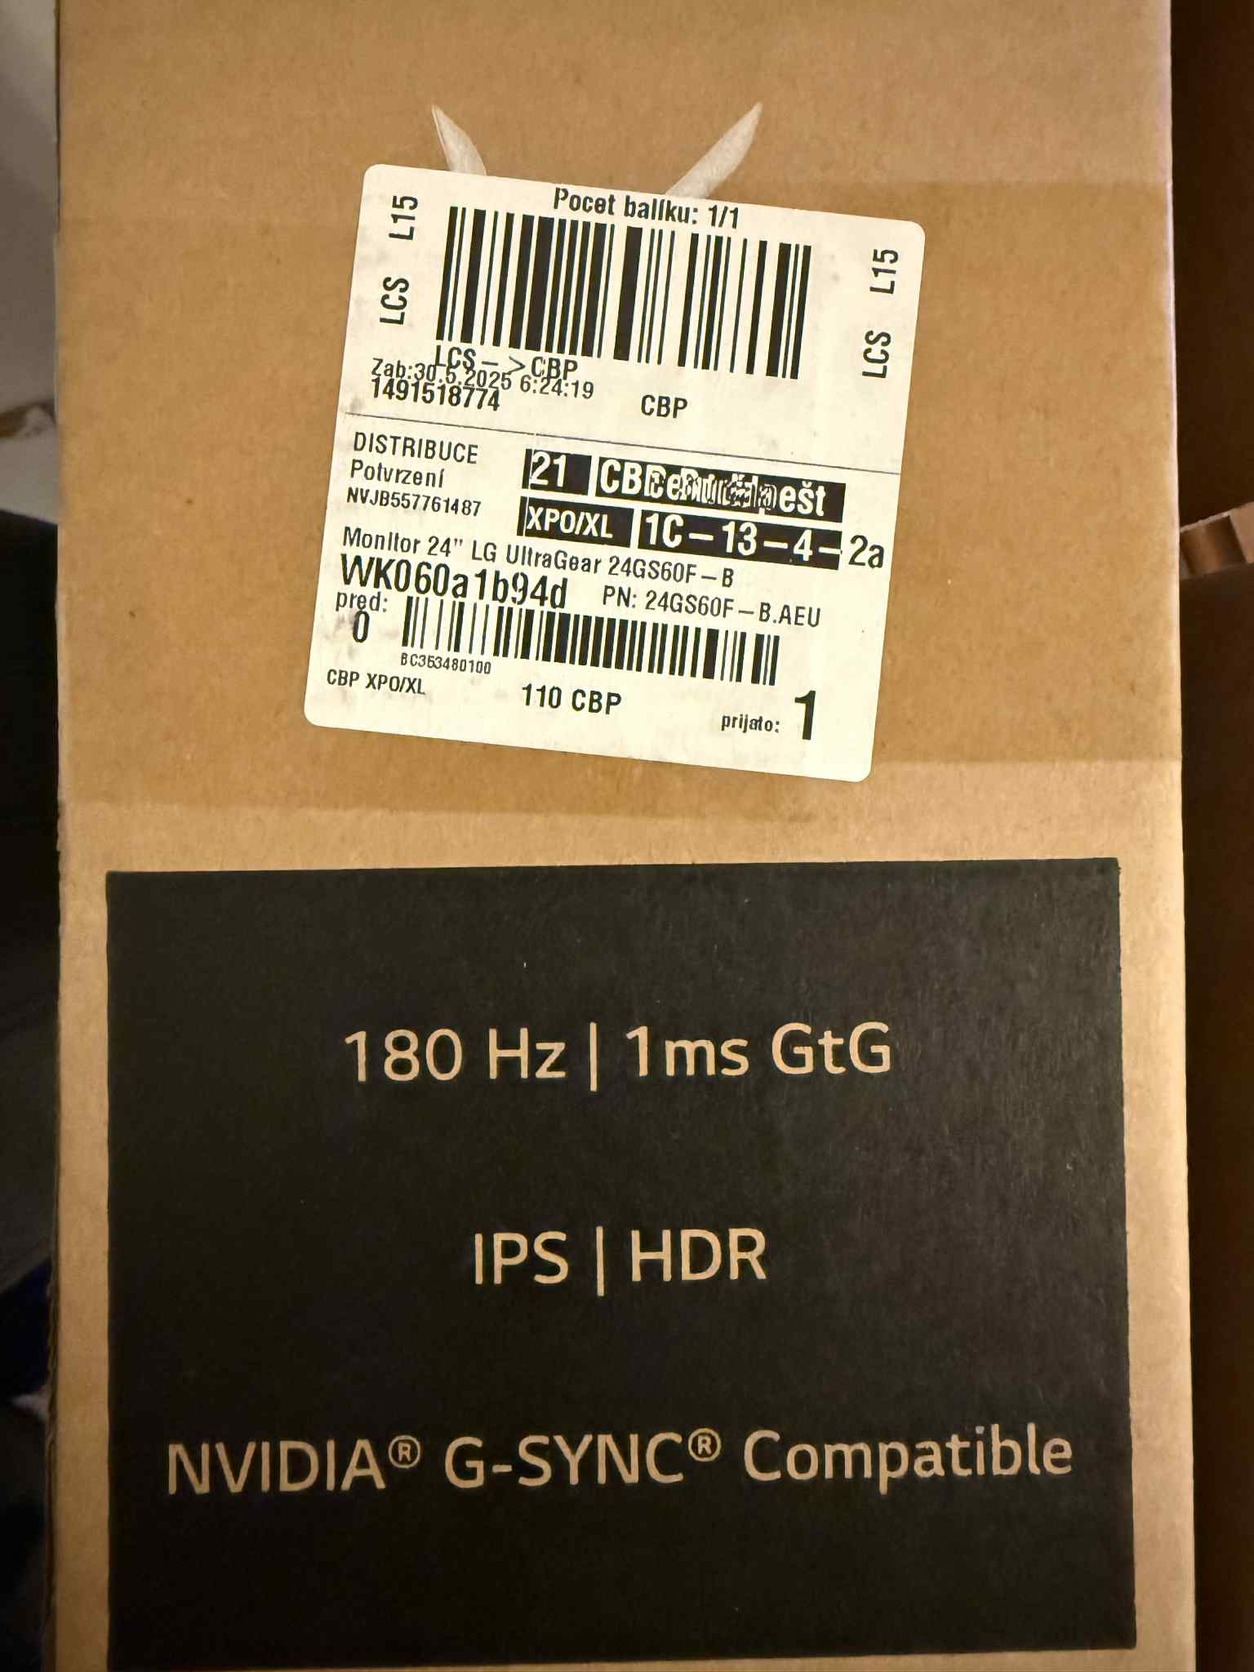 Pocet balíku: 1/1
LCS L15
LCS L15
LCS-->CBP
Zab:30.5.2025 6:24:19
1491518774
CBP
DISTRIBUCE
Potvrzení
NVJB557761487
21
XPO/XL 1C-13-4-2a
Monitor 24" LG UltraGear 24GS60F-B
WK060a1b94d PN: 24GS60F-B.AEU
pred:
0
BC353480100
CBP XPO/XL
110 CBP
prijato: 1
180 Hz | 1ms GtG
IPS | HDR
NVIDIA® G-SYNC® Compatible